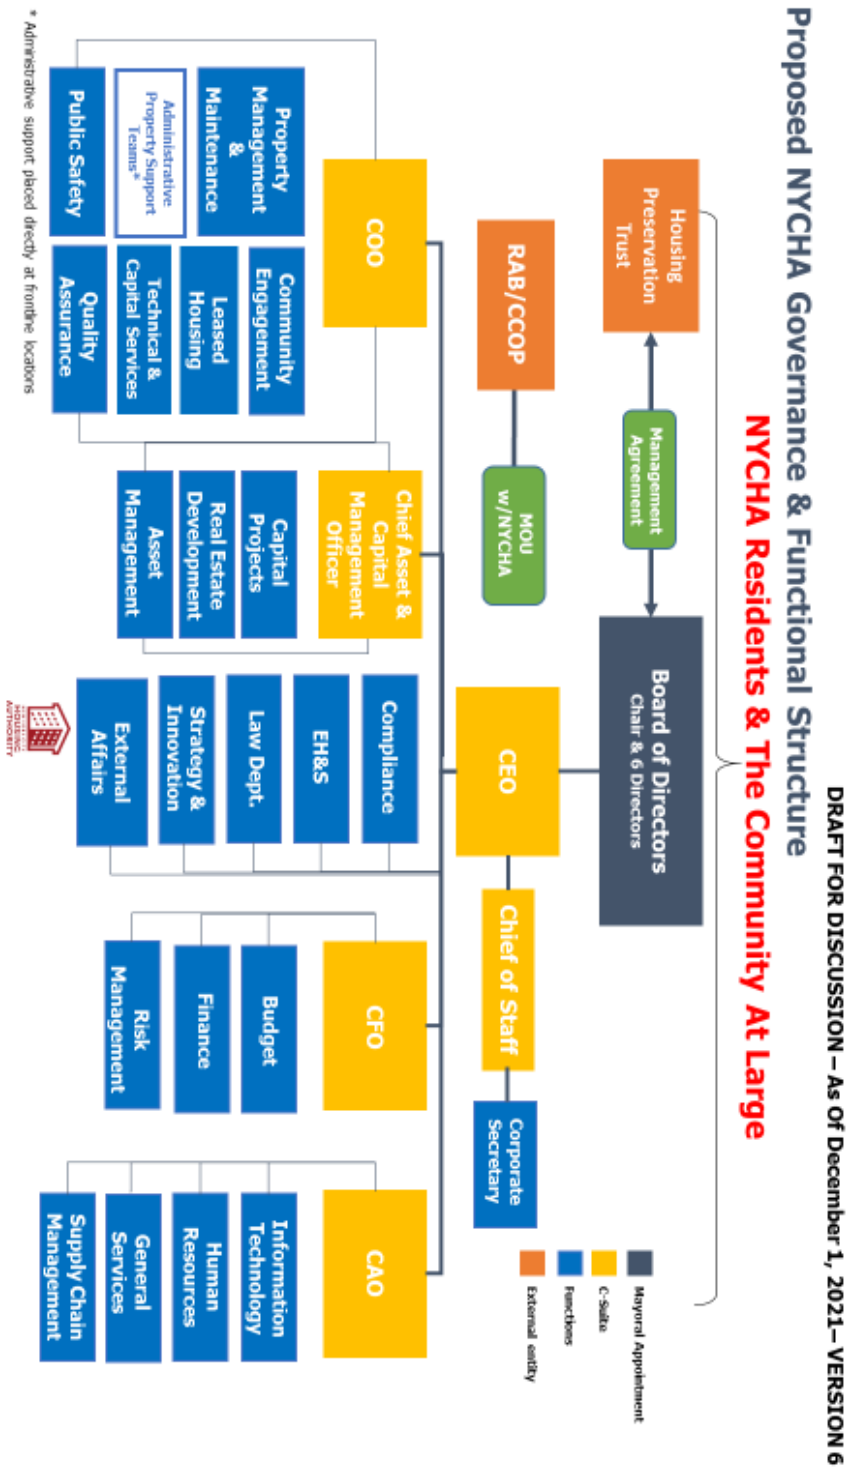 DRAFT FOR DISCUSSION – As Of December 1, 2021– VERSION 6
Proposed NYCHA Governance & Functional Structure
NYCHA Residents & The Community At Large
Housing
Preservation
Trust
Management
Agreement
Board of Directors
Chair & 6 Directors
Mayoral Appointment
C-Suite
Functions
External entity
RAB/CCOP
MOU
w/NYCHA
CEO
Chief of Staff
Corporate
Secretary
COO
Chief Asset &
Capital
Management
Officer
CFO
CAO
Property
Management
&
Maintenance
Administrative
Property Support
Teams*
Public Safety
Community
Engagement
Leased
Housing
Technical &
Capital Services
Quality
Assurance
Capital
Projects
Real Estate
Development
Asset
Management
Compliance
EH&S
Law Dept.
Strategy &
Innovation
External
Affairs
Budget
Finance
Risk
Management
Information
Technology
Human
Resources
General
Services
Supply Chain
Management
* Administrative support placed directly at frontline locations
HOUSING
AUTHORITY